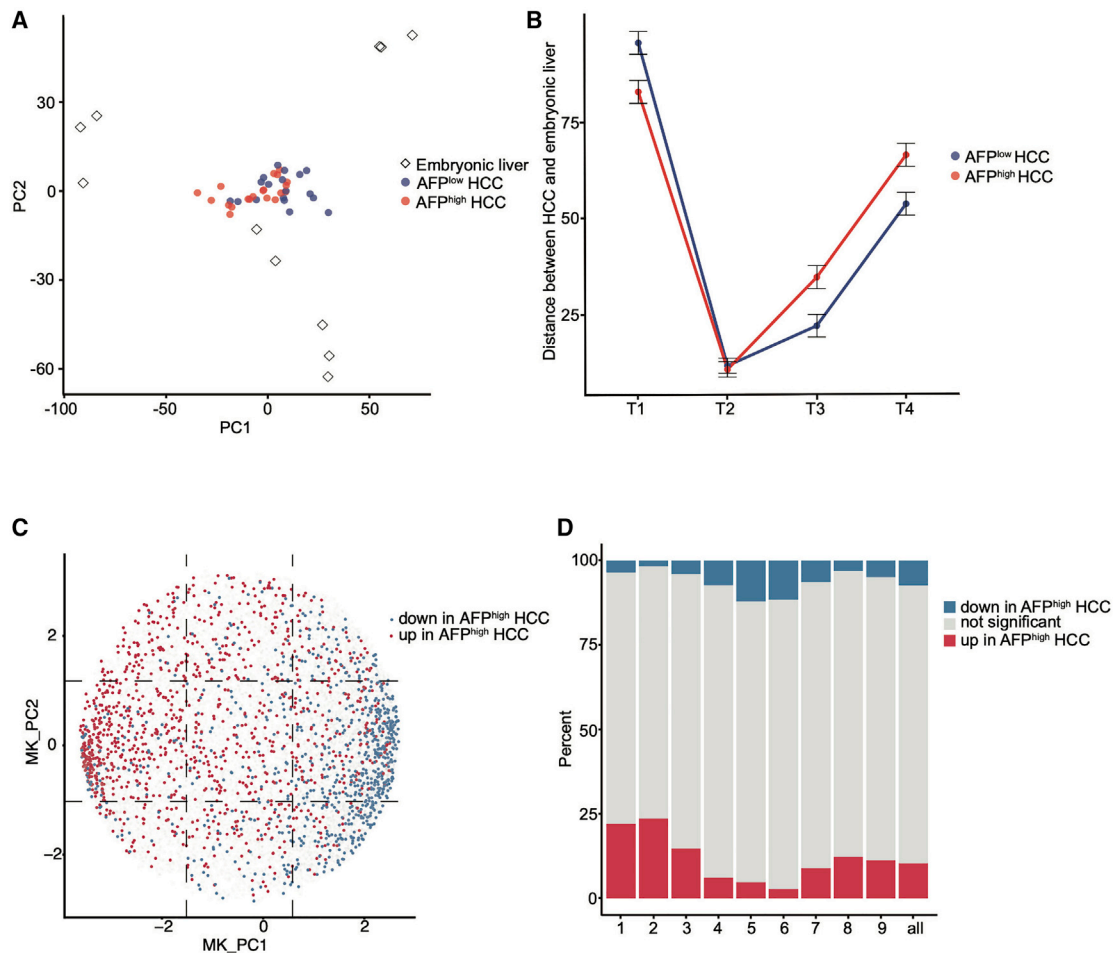 A
PC2
30
0
-30
-60
-100
-50
0
50
PC1
Embryonic liver
AFPlow HCC
AFPhigh HCC
B
Distance between HCC and embryonic liver
75
50
25
T1
T2
T3
T4
AFPlow HCC
AFPhigh HCC
C
MK_PC2
2
0
−2
−2
0
2
MK_PC1
down in AFPhigh HCC
up in AFPhigh HCC
D
Percent
100
75
50
25
0
1
2
3
4
5
6
7
8
9
all
down in AFPhigh HCC
not significant
up in AFPhigh HCC